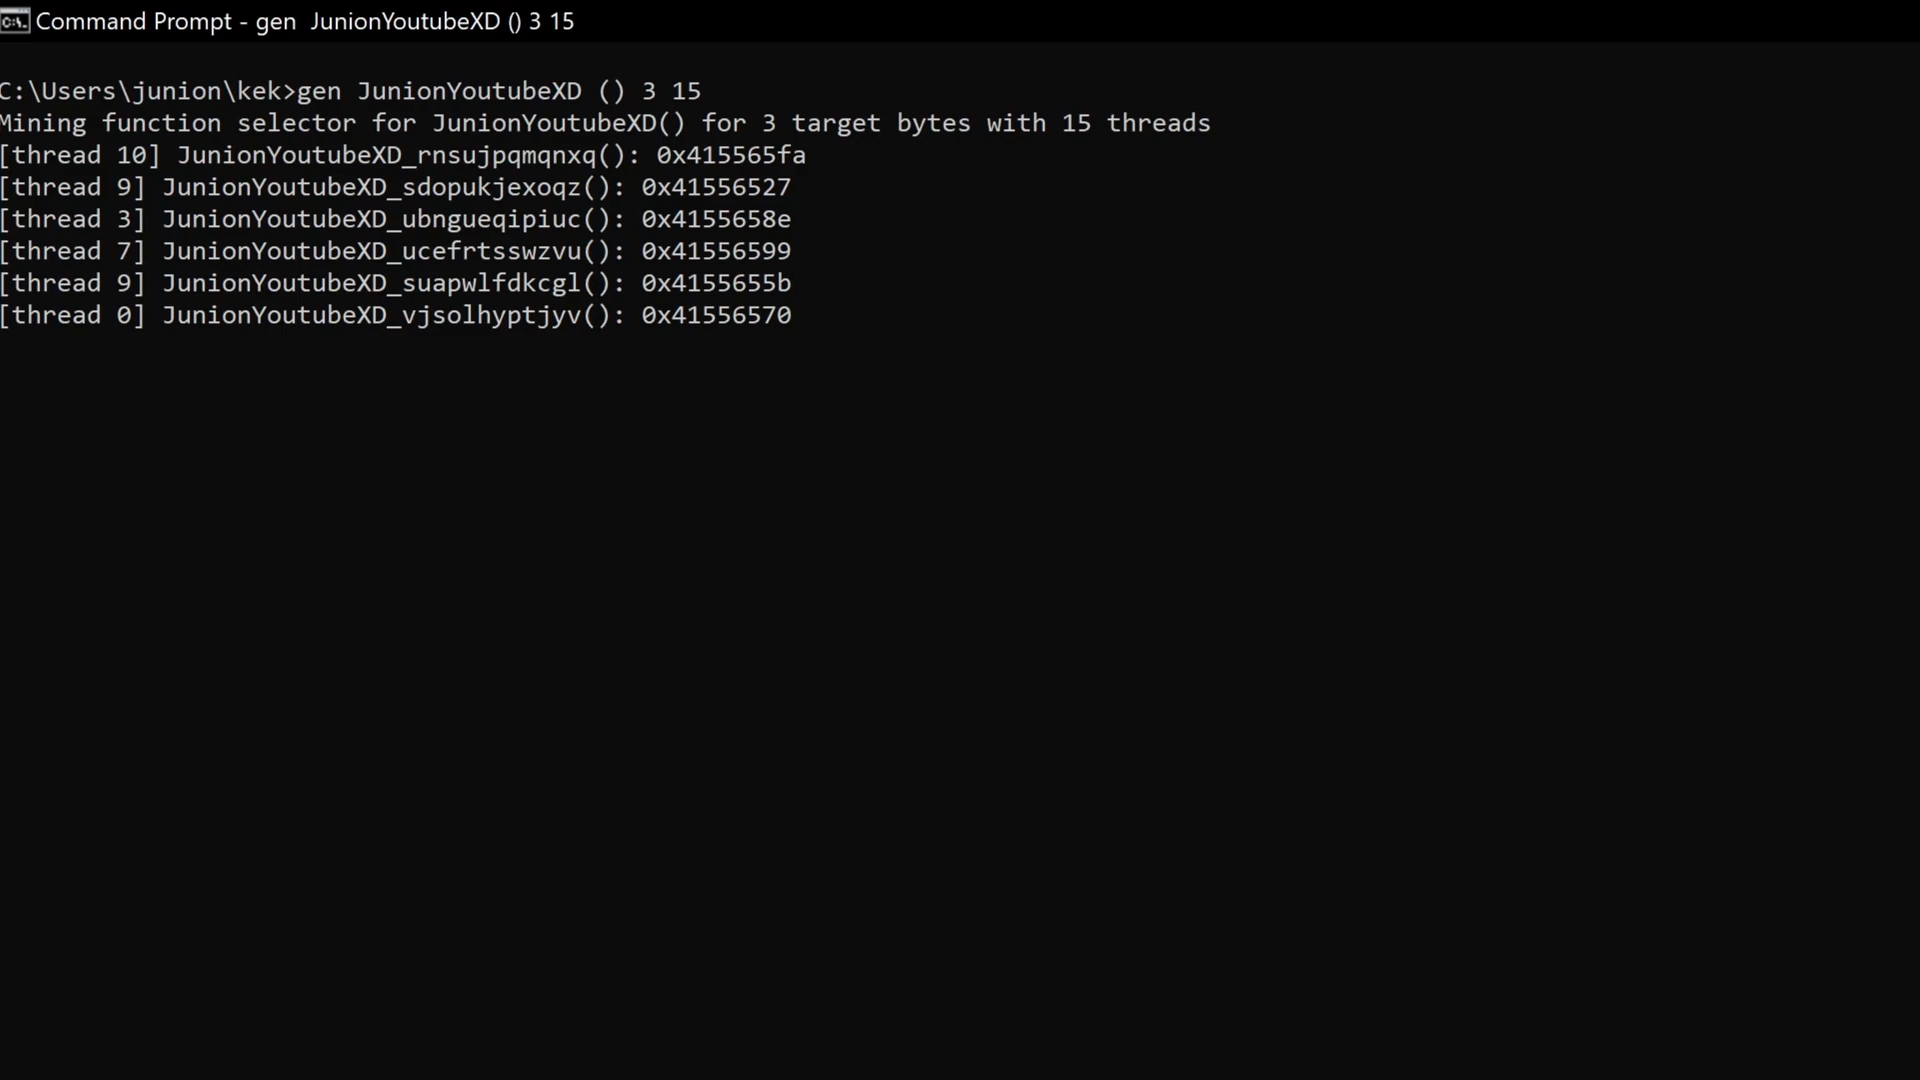 Command Prompt - gen  JunionYoutubeXD () 3 15
C:\Users\junion\kek>gen JunionYoutubeXD () 3 15
Mining function selector for JunionYoutubeXD() for 3 target bytes with 15 threads
[thread 10] JunionYoutubeXD_rnsujpqmqnxq(): 0x415565fa
[thread 9] JunionYoutubeXD_sdopukjexoqz(): 0x41556527
[thread 3] JunionYoutubeXD_ubngueqipiuc(): 0x4155658e
[thread 7] JunionYoutubeXD_ucefrtsswzvu(): 0x41556599
[thread 9] JunionYoutubeXD_suapwlfdkcgl(): 0x4155655b
[thread 0] JunionYoutubeXD_vjsolhyptjyv(): 0x41556570